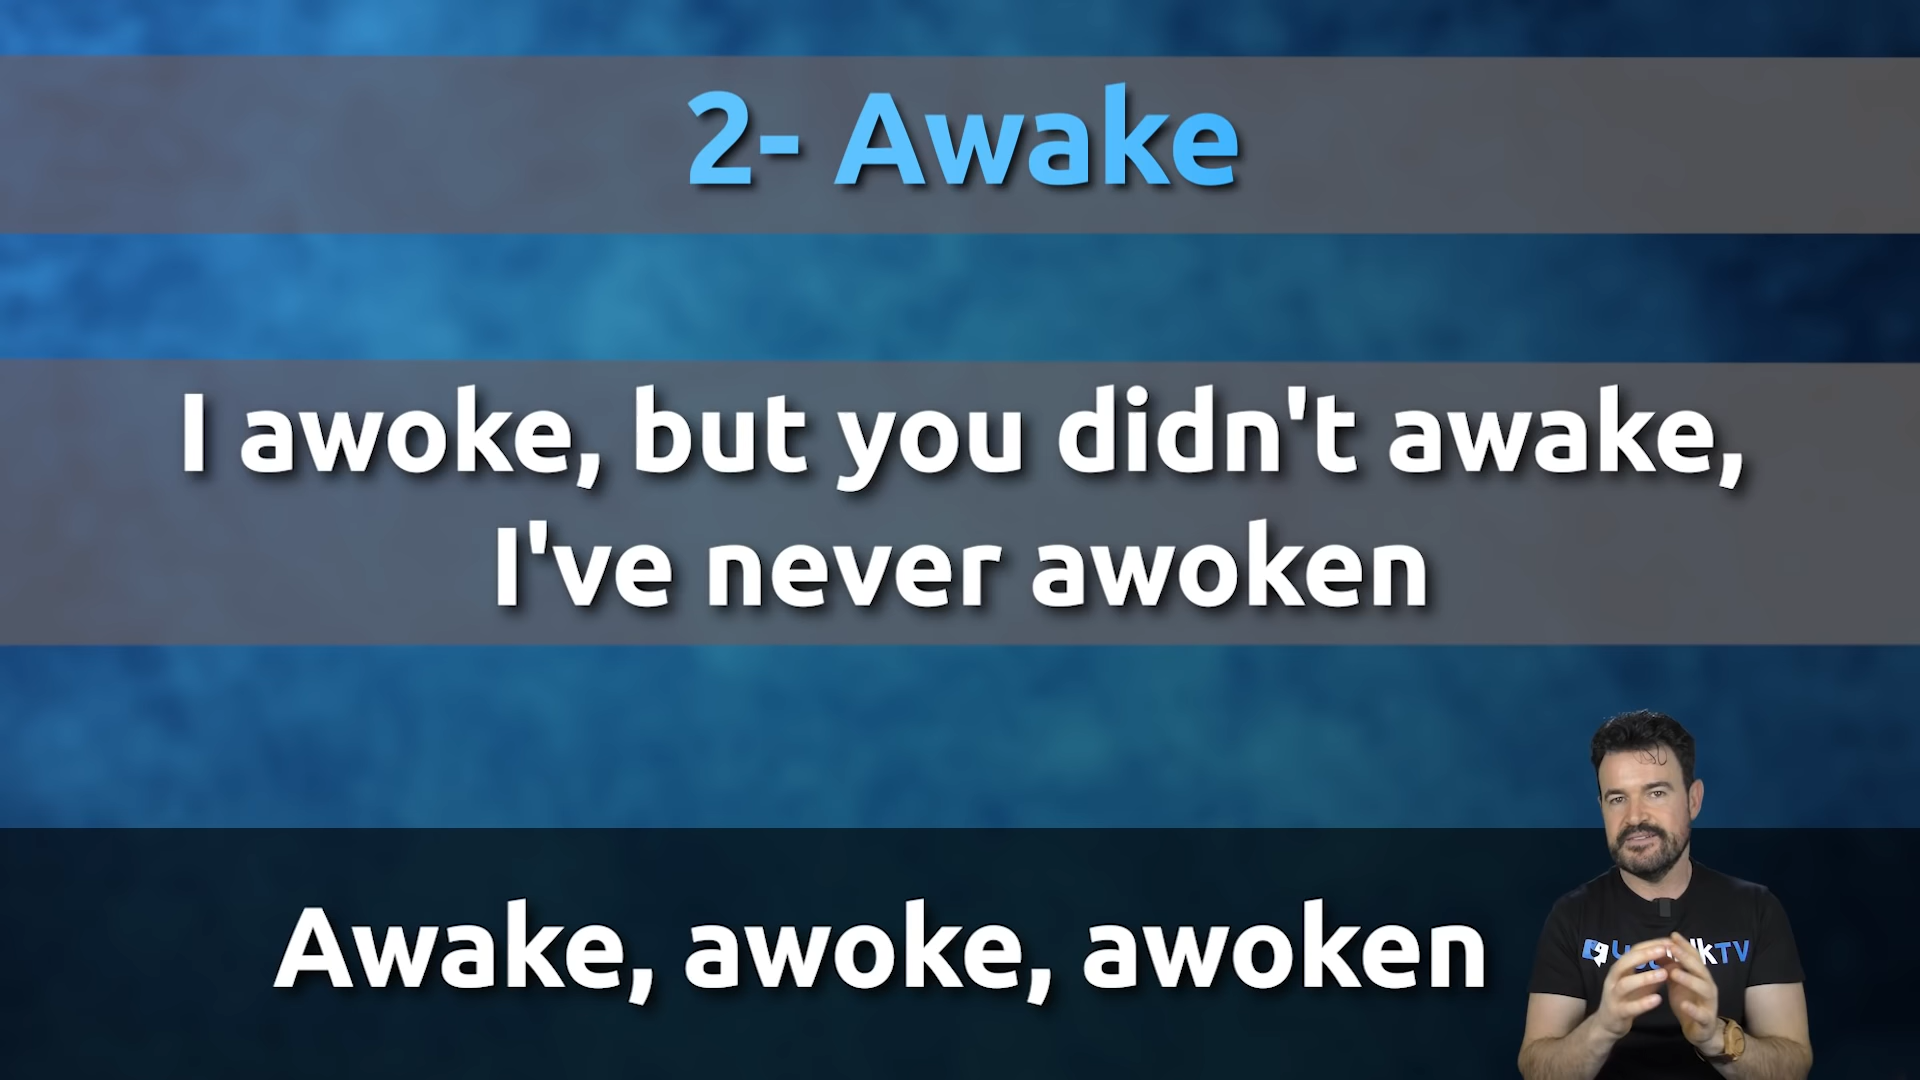 2- Awake
I awoke, but you didn't awake,
I've never awoken
Awake, awoke, awoken